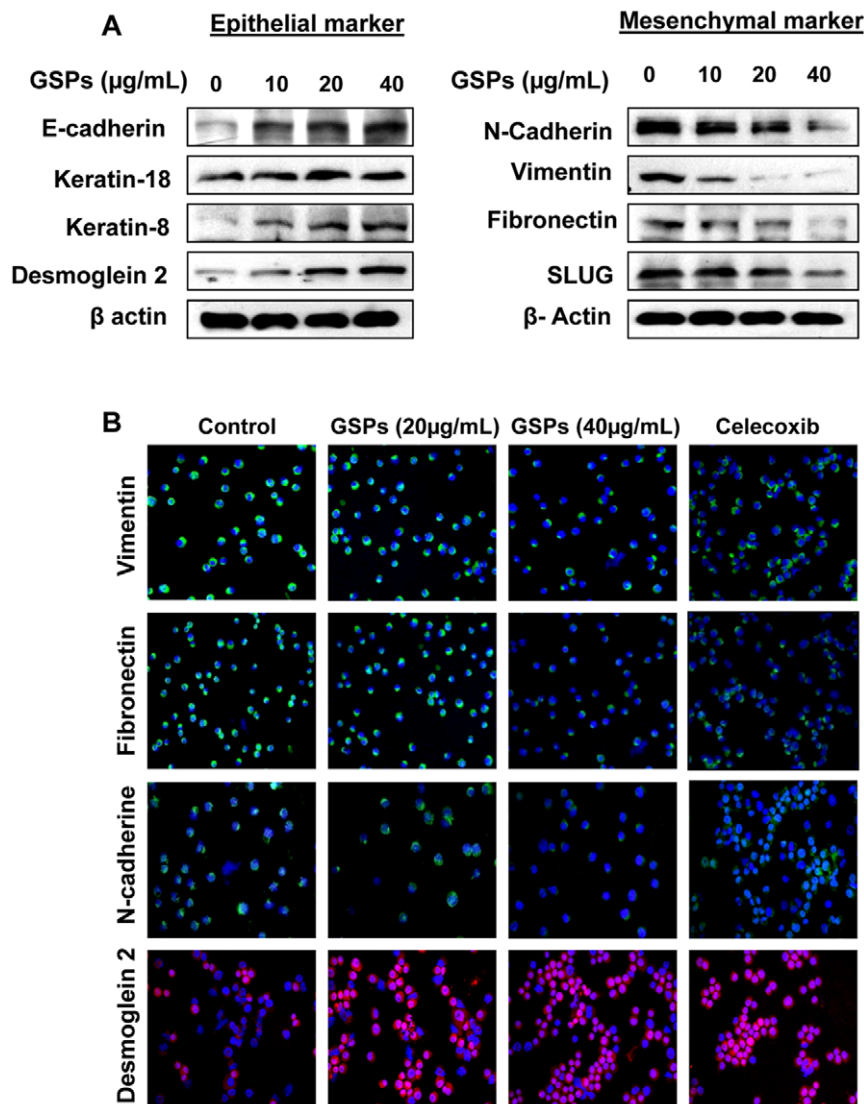 A
Epithelial marker
GSPs (µg/mL) 0 10 20 40
E-cadherin
Keratin-18
Keratin-8
Desmoglein 2
β actin
Mesenchymal marker
GSPs (µg/mL) 0 10 20 40
N-Cadherin
Vimentin
Fibronectin
SLUG
β- Actin
B
Control GSPs (20µg/mL) GSPs (40µg/mL) Celecoxib
Vimentin
Fibronectin
N-cadherine
Desmoglein 2